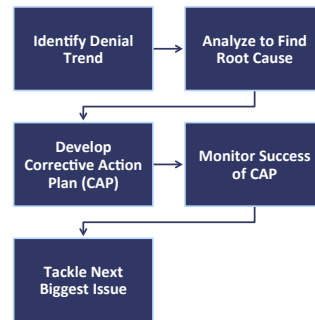 Identify Denial
Trend
Analyze to Find
Root Cause
Develop
Corrective Action
Plan (CAP)
Monitor Success
of CAP
Tackle Next
Biggest Issue